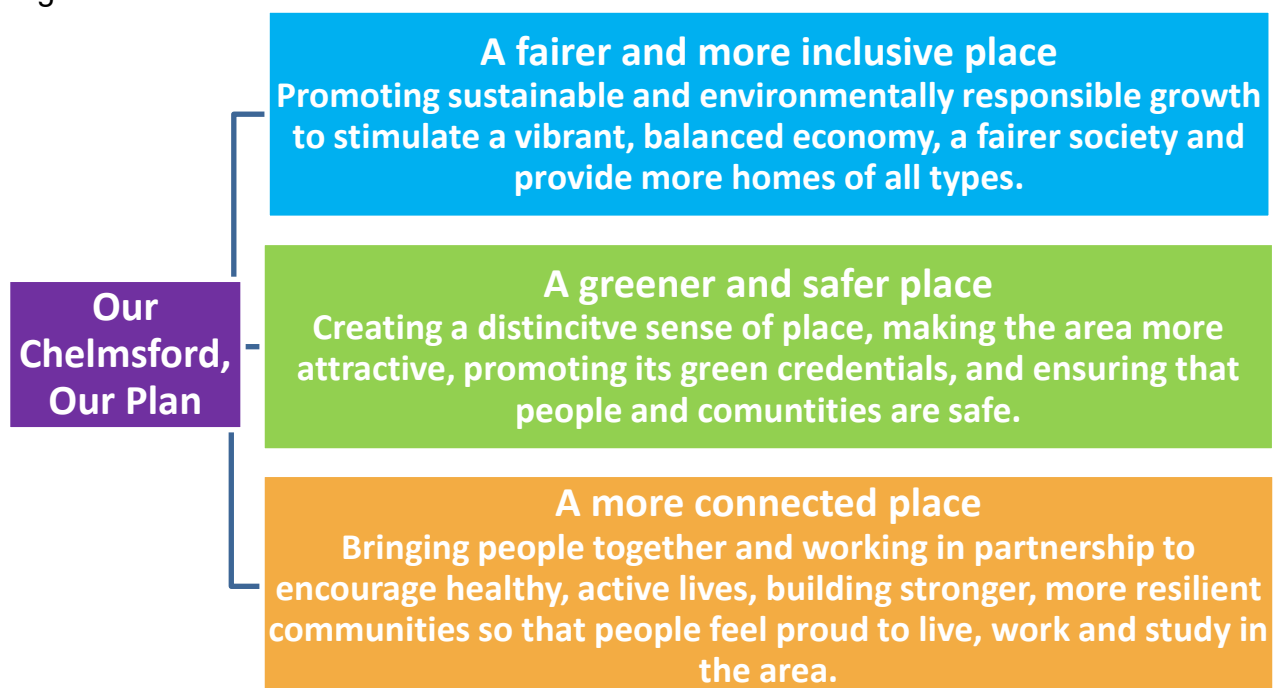 A fairer and more inclusive place
Promoting sustainable and environmentally responsible growth
to stimulate a vibrant, balanced economy, a fairer society and
provide more homes of all types.
Our
Chelmsford,
Our Plan
A greener and safer place
Creating a distincitve sense of place, making the area more
attractive, promoting its green credentials, and ensuring that
people and comuntities are safe.
A more connected place
Bringing people together and working in partnership to
encourage healthy, active lives, building stronger, more resilient
communities so that people feel proud to live, work and study in
the area.